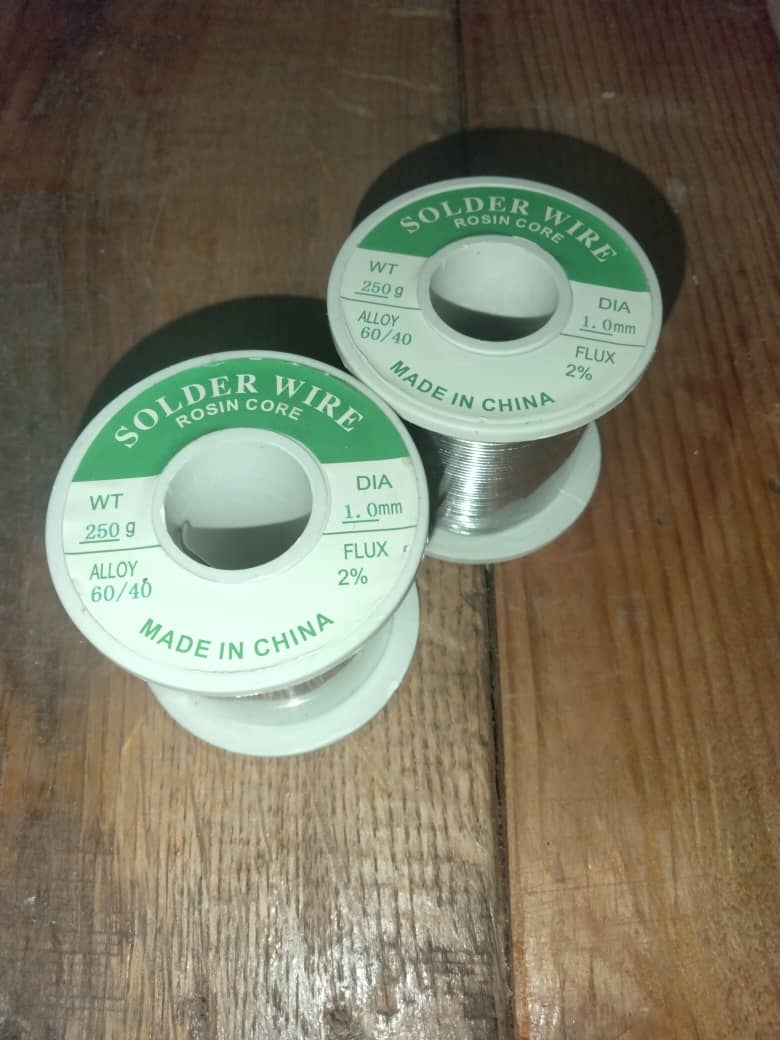 SOLDER WIRE
ROSIN CORE
WT
250 g
DIA
1.0mm
ALLOY
60/40
FLUX
2%
MADE IN CHINA
SOLDER WIRE
ROSIN CORE
WT
250 g
DIA
1.0mm
ALLOY
60/40
FLUX
2%
MADE IN CHINA